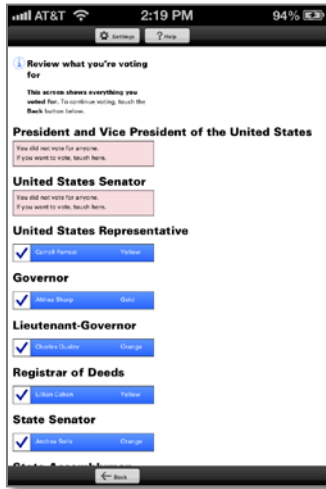 AT&T 2:19 PM 94%
Settings ? Help
i Review what you're voting
for
This screen shows everything you
voted for. To continue voting, touch the
Back button below.
President and Vice President of the United States
You did not vote for anyone.
If you want to vote, touch here.
United States Senator
You did not vote for anyone.
If you want to vote, touch here.
United States Representative
Yellow
Governor
Althea Sharp Gold
Lieutenant-Governor
Charles Orange
Registrar of Deeds
Lillian Cohen Yellow
State Senator
Andrea Solis Orange
Back